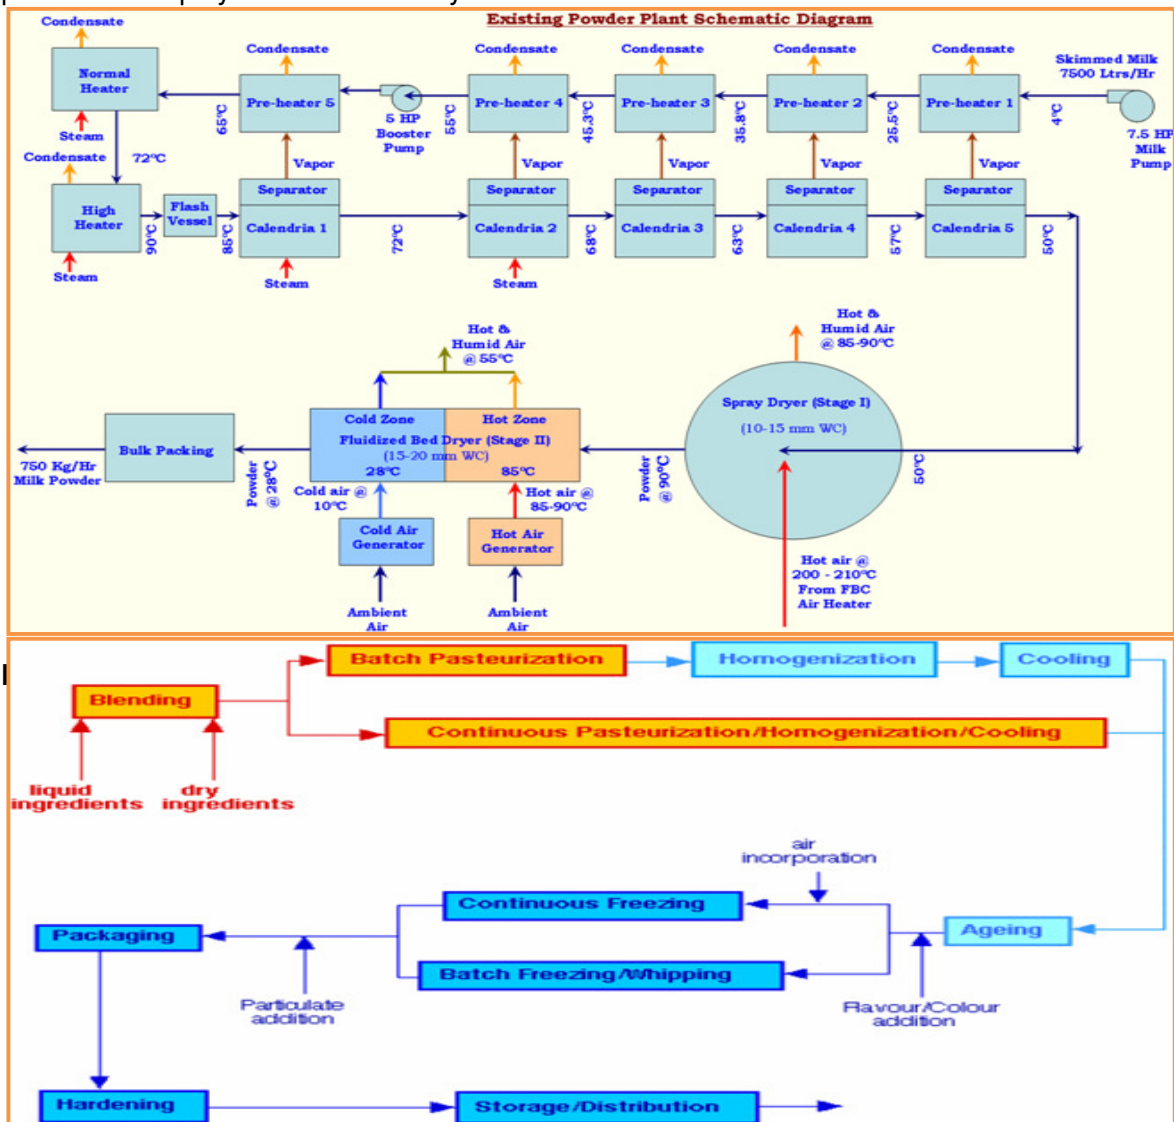 Existing Powder Plant Schematic Diagram
Condensate
Normal
Heater
Steam
Condensate
Pre-heater 5
65°C
5 HP
Booster
Pump
Condensate
Pre-heater 4
55°C
Condensate
Pre-heater 3
45.3°C
Condensate
Pre-heater 2
35.8°C
Condensate
Pre-heater 1
25.5°C
4°C
Skimmed Milk
7500 Ltrs/Hr
7.5 HP
Milk
Pump
Condensate
72°C
High
Heater
Steam
90°C
Flash
Vessel
85°C
Vapor
Separator
Calendria 1
Steam
72°C
Vapor
Separator
Calendria 2
Steam
68°C
Vapor
Separator
Calendria 3
63°C
Vapor
Separator
Calendria 4
57°C
Vapor
Separator
Calendria 5
50°C
Hot &
Humid Air
@ 55°C
Hot &
Humid Air
@ 85-90°C
750 Kg/Hr
Milk Powder
Bulk Packing
Powder
@ 28°C
Cold Zone
Hot Zone
Fluidized Bed Dryer (Stage II)
(15-20 mm WC)
28°C
85°C
Cold air @
10°C
Hot air @
85-90°C
Cold Air
Generator
Hot Air
Generator
Ambient
Air
Ambient
Air
Powder
@ 90°C
Spray Dryer (Stage I)
(10-15 mm WC)
50°C
Hot air @
200 - 210°C
From FBC
Air Heater
Batch Pasteurization
Homogenization
Cooling
Blending
Continuous Pasteurization/Homogenization/Cooling
liquid
ingredients
dry
ingredients
air
incorporation
Continuous Freezing
Ageing
Packaging
Batch Freezing/Whipping
Particulate
addition
Flavour/Colour
addition
Hardening
Storage/Distribution